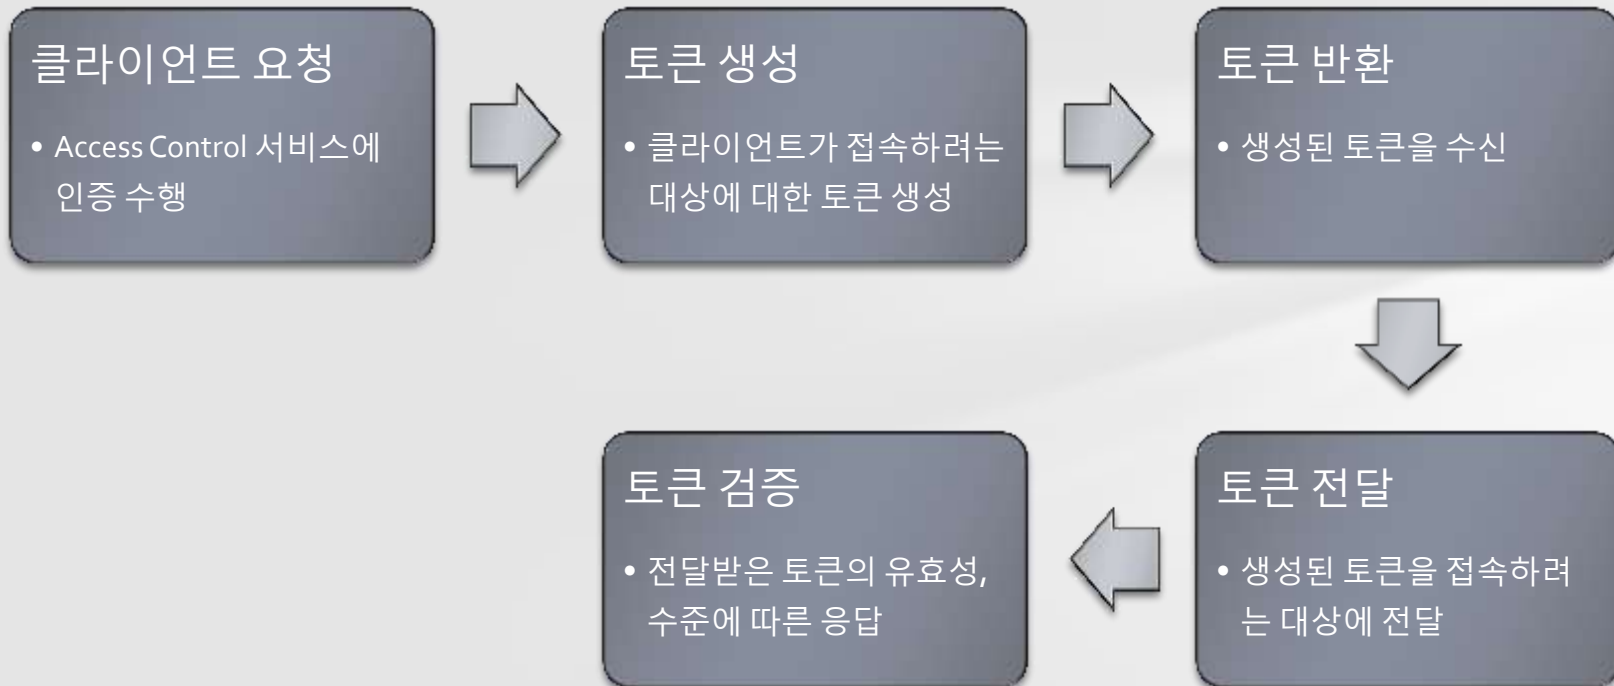 클라이언트 요청
• Access Control 서비스에
인증 수행
토큰 생성
• 클라이언트가 접속하려는
대상에 대한 토큰 생성
토큰 반환
• 생성된 토큰을 수신
토큰 전달
• 생성된 토큰을 접속하려
는 대상에 전달
토큰 검증
• 전달받은 토큰의 유효성,
수준에 따른 응답